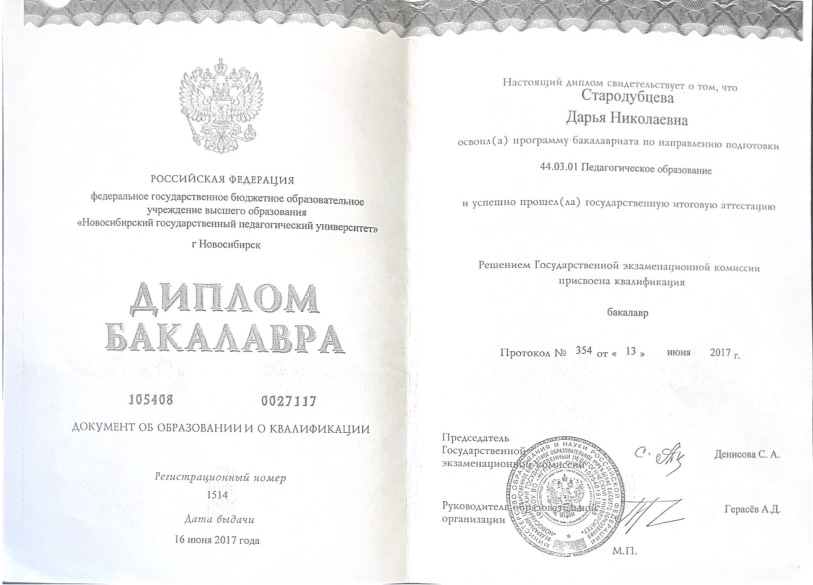 РОССИЙСКАЯ ФЕДЕРАЦИЯ
федеральное государственное бюджетное образовательное
учреждение высшего образования
«Новосибирский государственный педагогический университет»
г Новосибирск
ДИПЛОМ
БАКАЛАВРА
105408 0027117
ДОКУМЕНТ ОБ ОБРАЗОВАНИИ И О КВАЛИФИКАЦИИ
Регистрационный номер
1514
Дата выдачи
16 июня 2017 года
Настоящий диплом свидетельствует о том, что
Стародубцева
Дарья Николаевна
освоил(а) программу бакалавриата по направлению подготовки
44.03.01 Педагогическое образование
и успешно прошел(ла) государственную итоговую аттестацию
Решением Государственной экзаменационной комиссии
присвоена квалификация
бакалавр
Протокол № 354 от « 13 » июня 2017 г.
Председатель
Государственной
экзаменационной комиссии
Денисова С. А.
Руководитель образовательной
организации
Герасёв А.Д.
М.П.